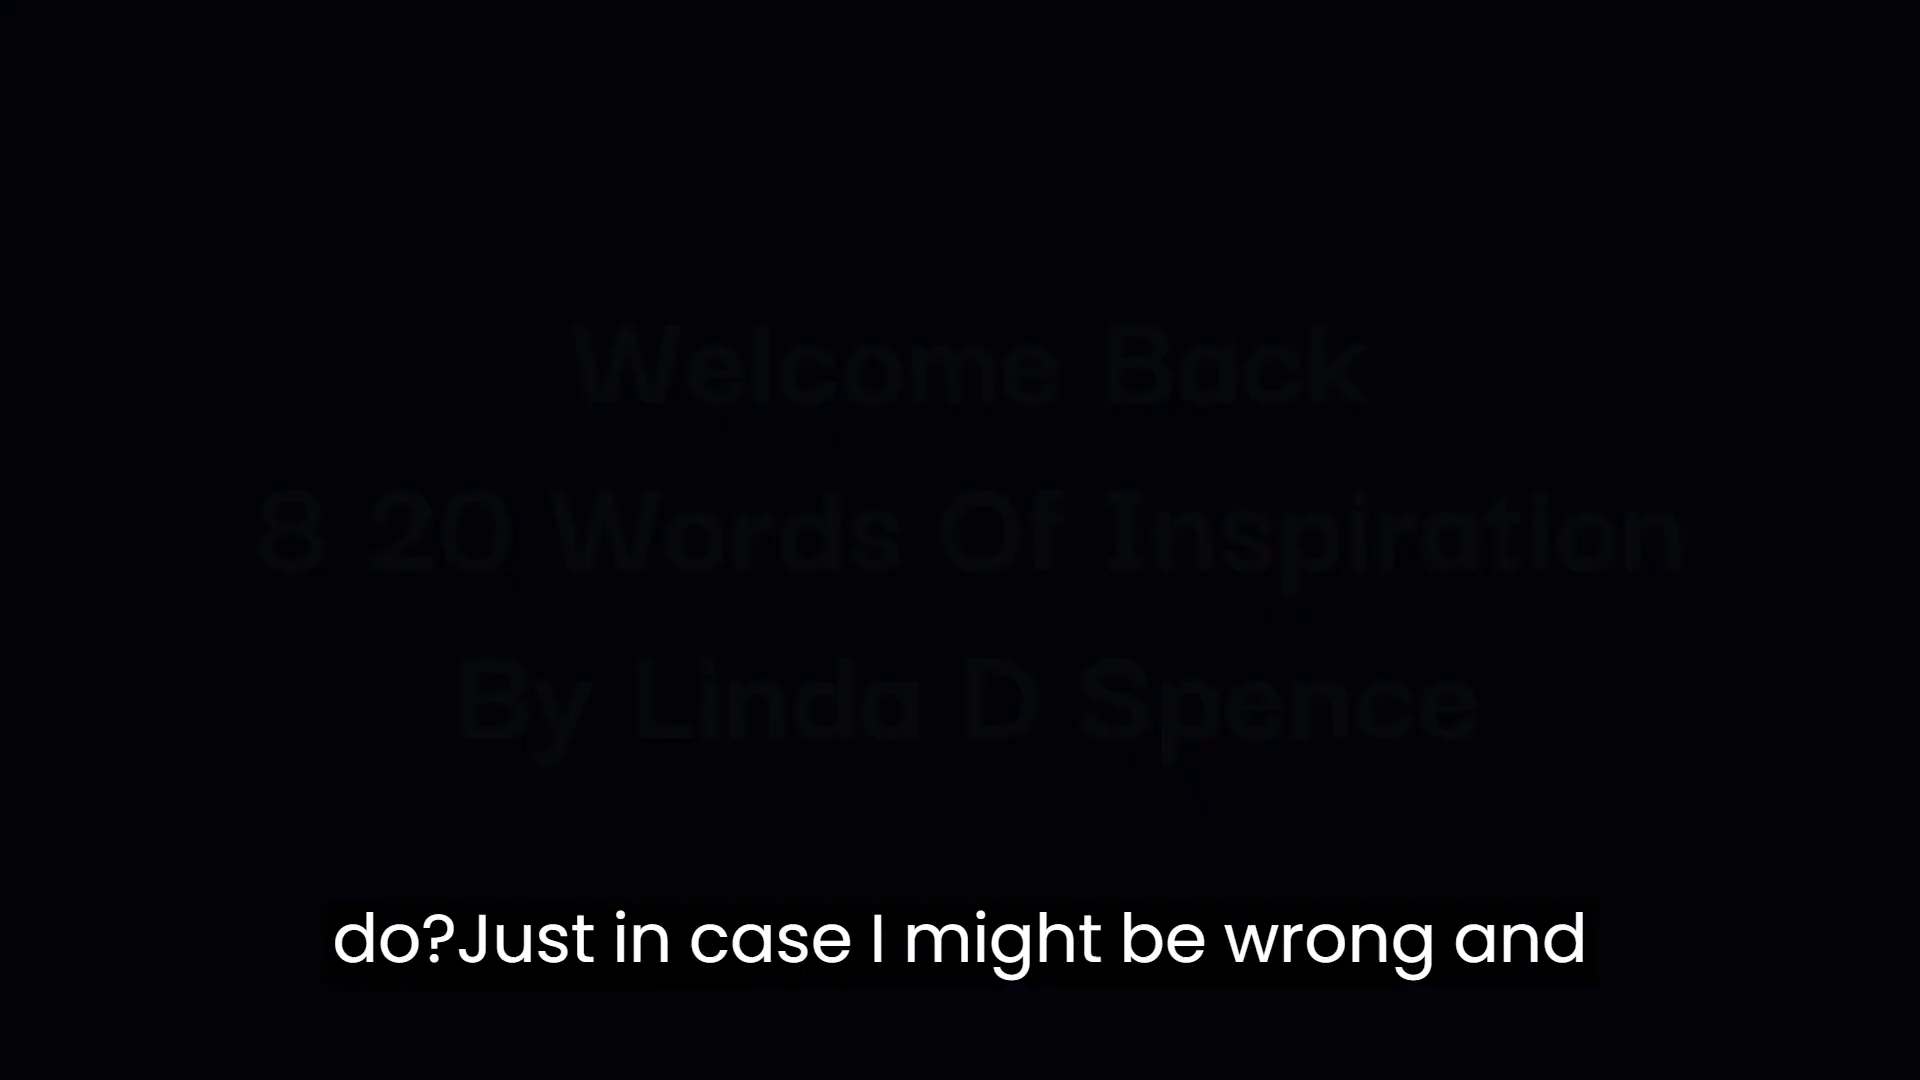 Welcome Back
8 20 Words Of Inspiration
By Linda D Spence
do?Just in case I might be wrong and